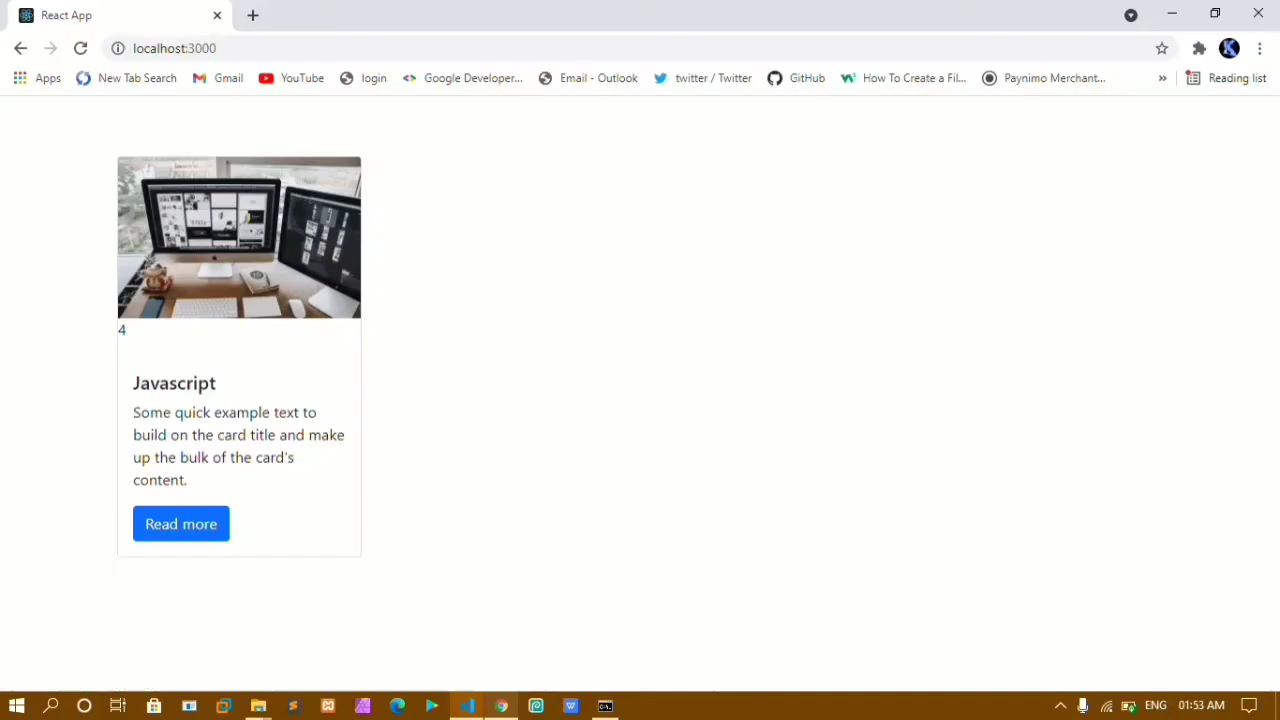 React App
localhost:3000
Apps New Tab Search Gmail YouTube login Google Developer... Email - Outlook twitter / Twitter GitHub How To Create a Fil... Paynimo Merchant... » Reading list
4
Javascript
Some quick example text to
build on the card title and make
up the bulk of the card's
content.
Read more
ENG 01:53 AM